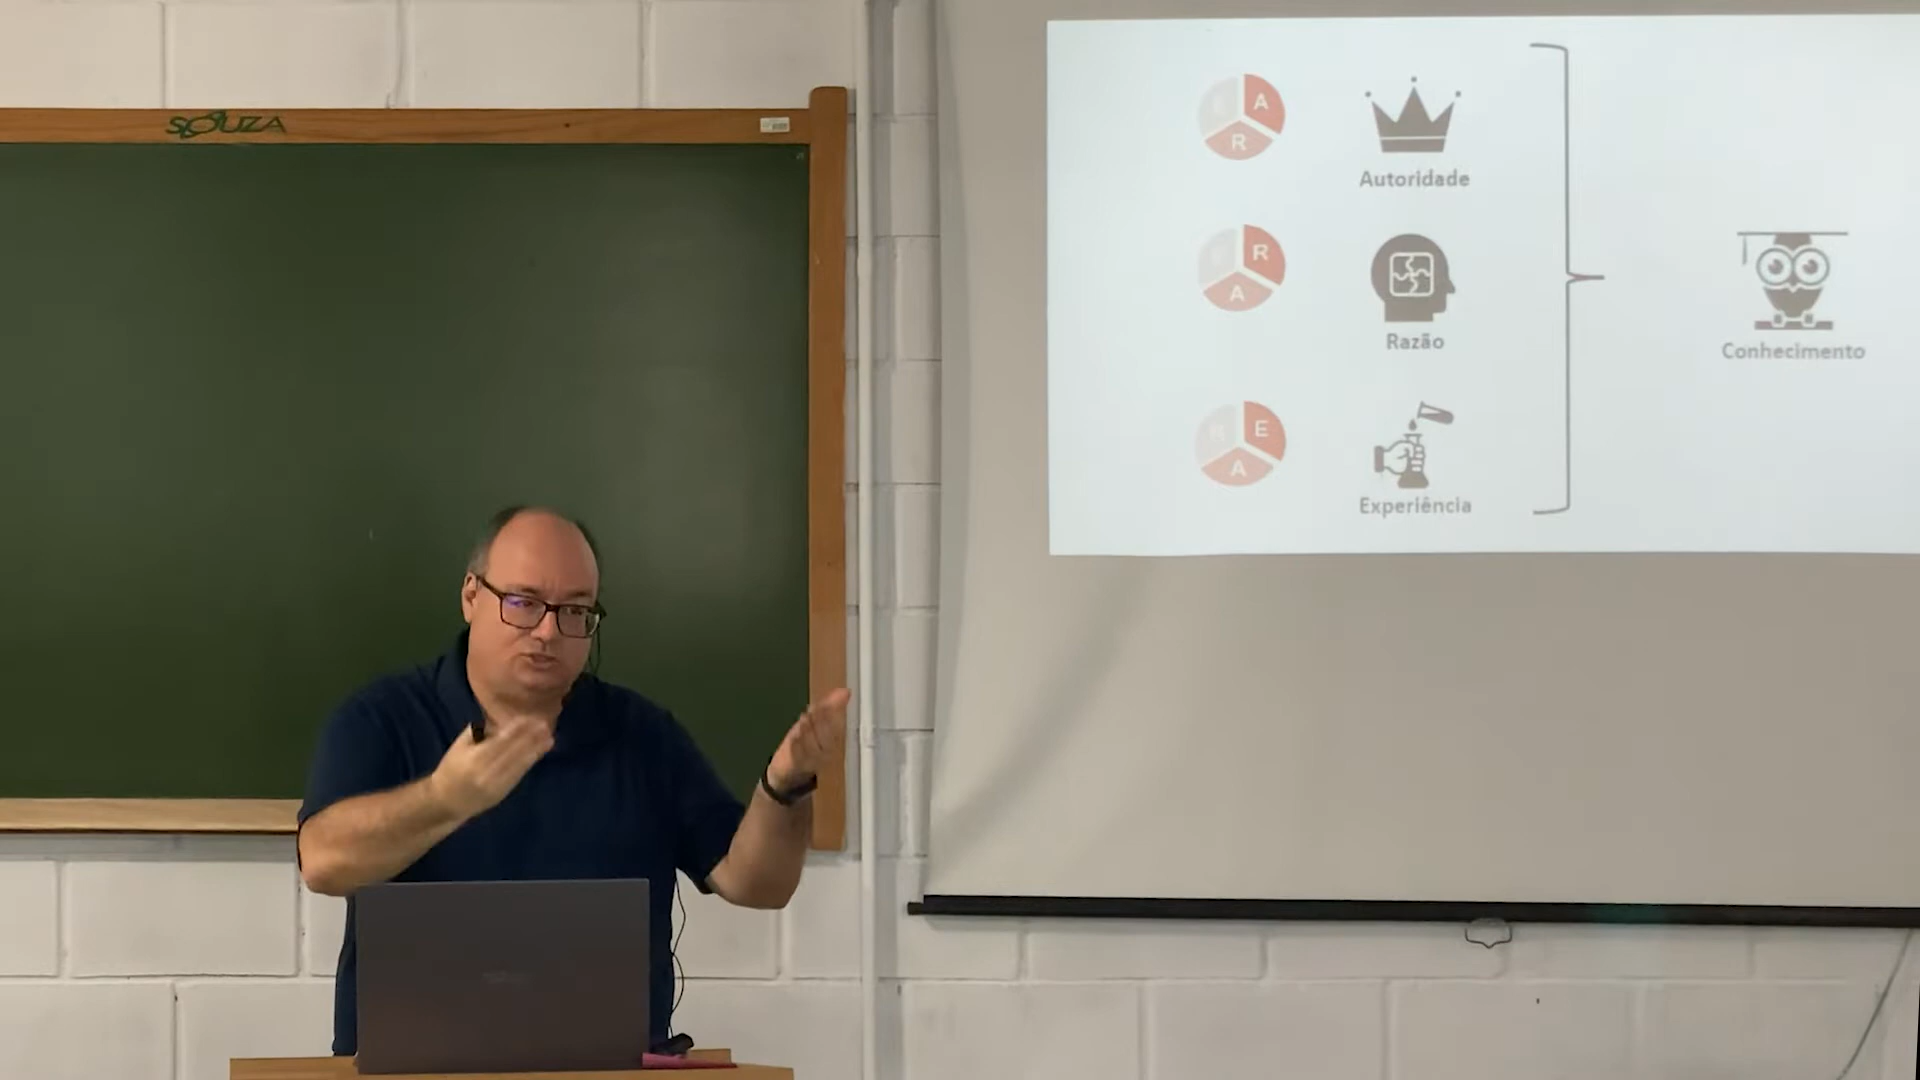 SOUZA
A
R
Autoridade
R
A
Razão
Conhecimento
E
A
Experiência